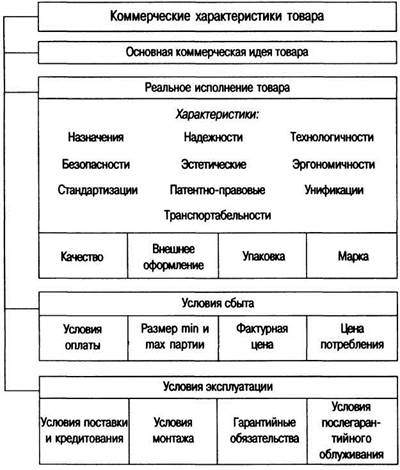 Коммерческие характеристики товара
Основная коммерческая идея товара
Реальное исполнение товара
Характеристики:
Назначения Надежности Технологичности
Безопасности Эстетические Эргономичности
Стандартизации Патентно-правовые Унификации
Транспортабельности
Качество
Внешнее
оформление
Упаковка
Марка
Условия сбыта
Условия
оплаты
Размер min и
max партии
Фактурная
цена
Цена
потребления
Условия эксплуатации
Условия поставки
и кредитования
Условия
монтажа
Гарантийные
обязательства
Условия
послегаран-
тийного
облуживания